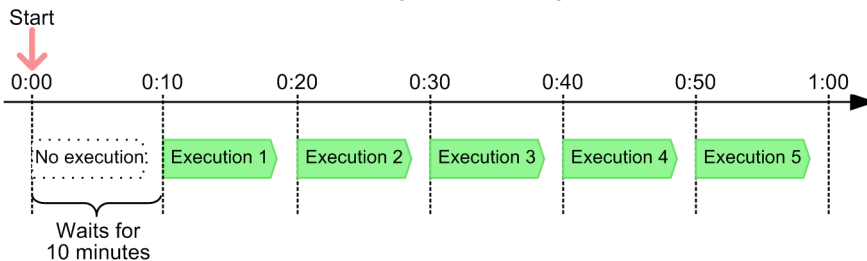 Start
0:00 0:10 0:20 0:30 0:40 0:50 1:00
No execution Execution 1 Execution 2 Execution 3 Execution 4 Execution 5
Waits for
10 minutes